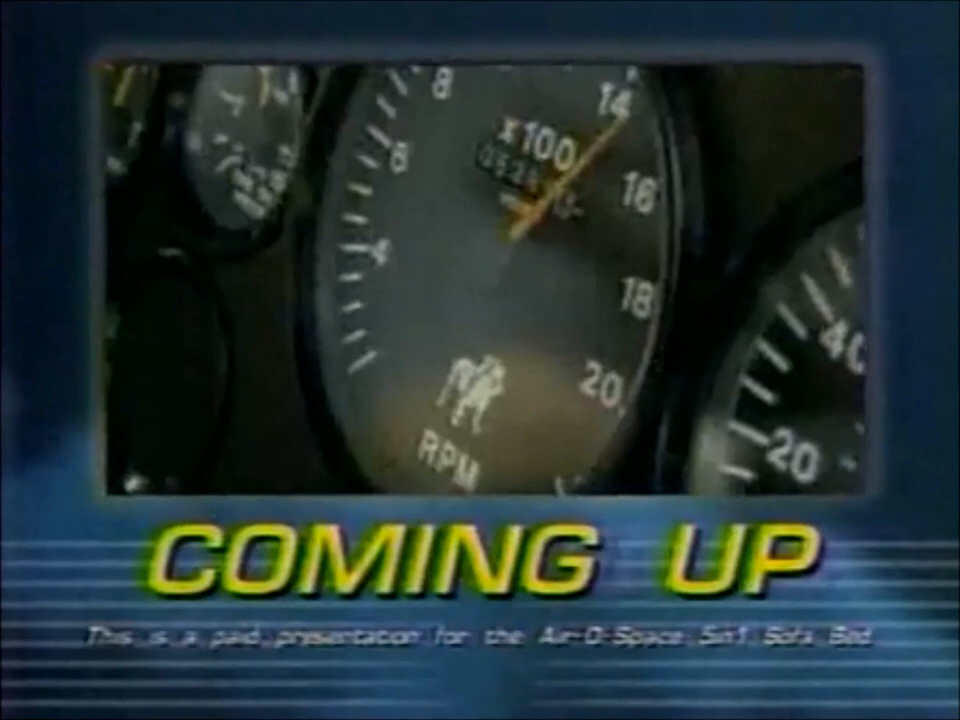 8
14
x100
6
16
4
18
20
RPM
40
20
COMING UP
This is a paid presentation for the Air-O-Space 5in1 Sofa Bed